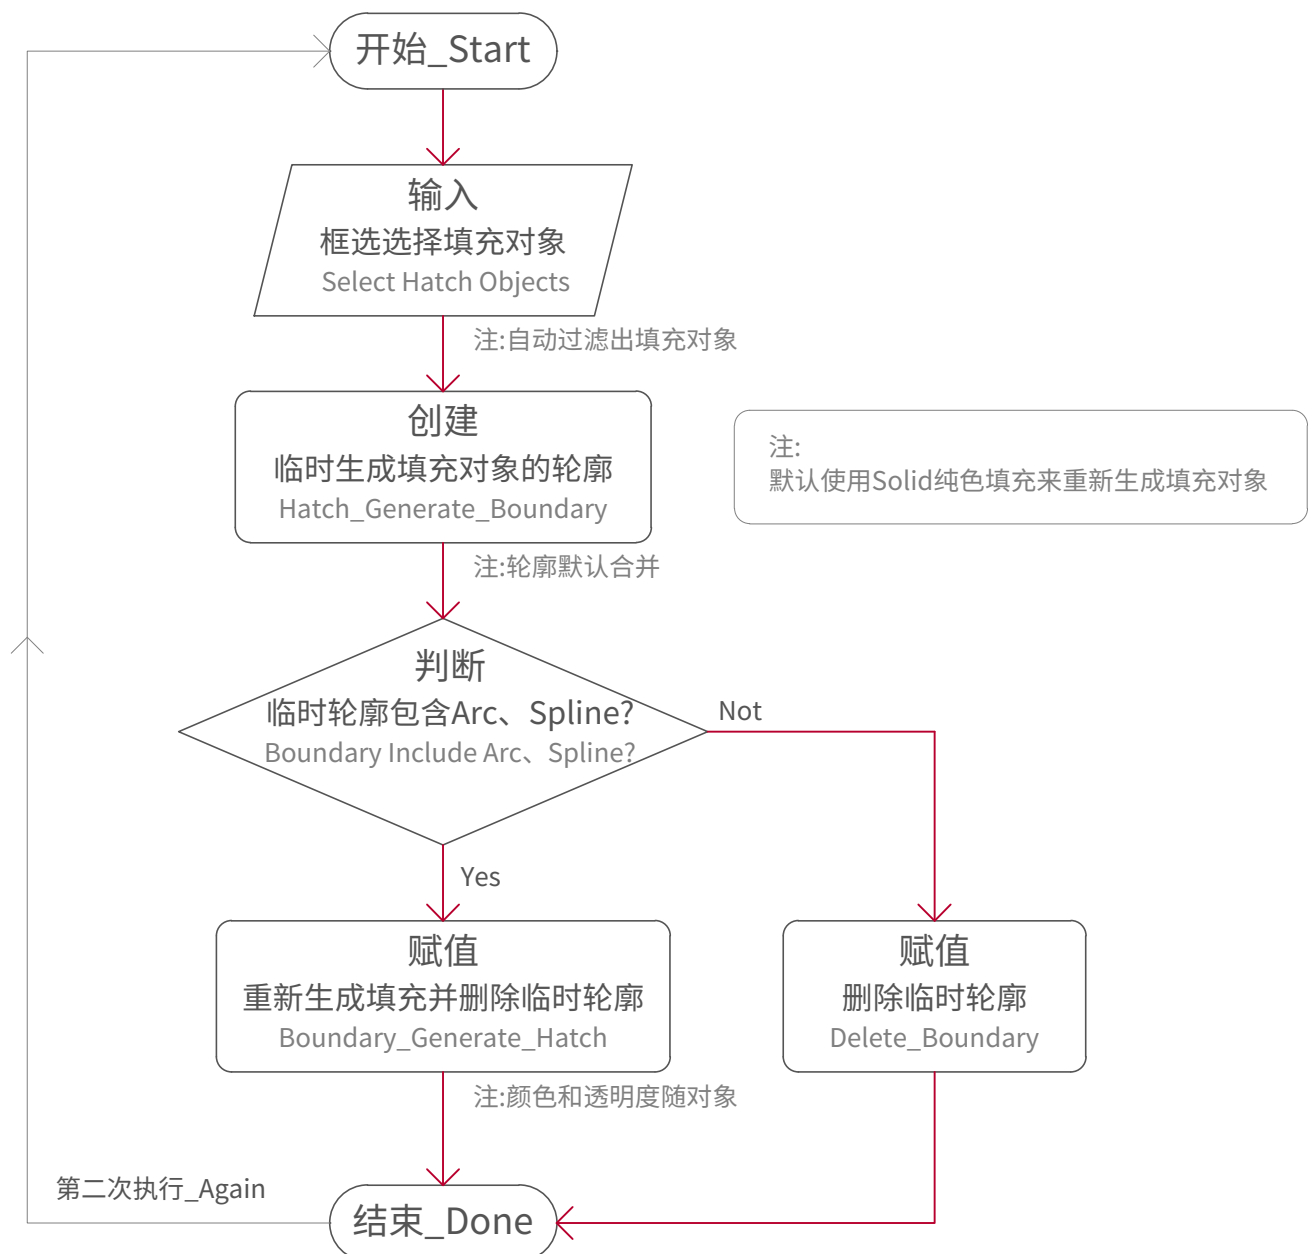 开始_Start
输入
框选选择填充对象
Select Hatch Objects
注:自动过滤出填充对象
创建
临时生成填充对象的轮廓
Hatch_Generate_Boundary
注:
默认使用Solid纯色填充来重新生成填充对象
注:轮廓默认合并
判断
临时轮廓包含Arc、Spline?
Boundary Include Arc、Spline?
Not
Yes
赋值
重新生成填充并删除临时轮廓
Boundary_Generate_Hatch
赋值
删除临时轮廓
Delete_Boundary
注:颜色和透明度随对象
第二次执行_Again
结束_Done